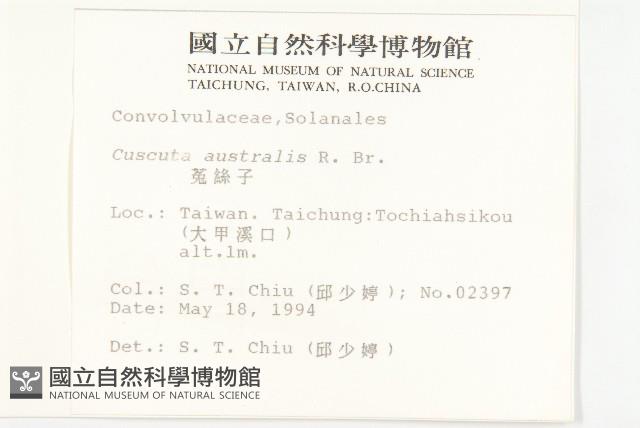 國立自然科學博物館
NATIONAL MUSEUM OF NATURAL SCIENCE
TAICHUNG, TAIWAN, R.O.CHINA
Convolvulaceae,Solanales
Cuscuta australis R. Br.
菟絲子
Loc.: Taiwan. Taichung:Tochiahsikou
(大甲溪口)
alt.1m.
Col.: S. T. Chiu (邱少婷); No.02397
Date: May 18, 1994
Det.: S. T. Chiu (邱少婷)
國立自然科學博物館
NATIONAL MUSEUM OF NATURAL SCIENCE